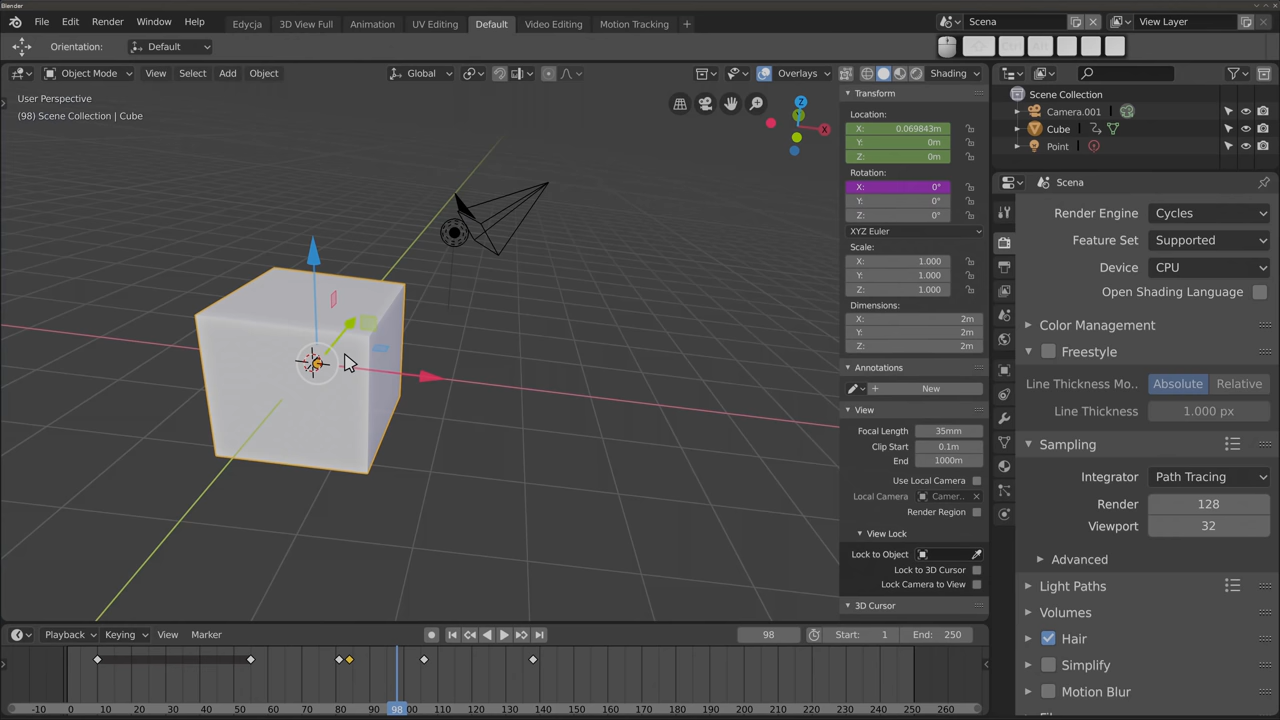 Blender
File Edit Render Window Help
Edycja 3D View Full Animation UV Editing Default Video Editing Motion Tracking +
Scena
View Layer
Orientation: Default
Object Mode View Select Add Object
Global
Overlays
Shading
User Perspective
(98) Scene Collection | Cube
Z
X
Transform
Location:
X: 0.069843m
Y: 0m
Z: 0m
Rotation:
X: 0°
Y: 0°
Z: 0°
XYZ Euler
Scale:
X: 1.000
Y: 1.000
Z: 1.000
Dimensions:
X: 2m
Y: 2m
Z: 2m
Annotations
New
View
Focal Length 35mm
Clip Start 0.1m
End 1000m
Use Local Camera
Local Camera Camer..
Render Region
View Lock
Lock to Object
Lock to 3D Cursor
Lock Camera to View
3D Cursor
Scene Collection
Camera.001
Cube
Point
Scena
Render Engine Cycles
Feature Set Supported
Device CPU
Open Shading Language
Color Management
Freestyle
Line Thickness Mo.. Absolute Relative
Line Thickness 1.000 px
Sampling
Integrator Path Tracing
Render 128
Viewport 32
Advanced
Light Paths
Volumes
Hair
Simplify
Motion Blur
Playback Keying View Marker
98
Start: 1 End: 250
-10 0 10 20 30 40 50 60 70 80 90 98 110 120 130 140 150 160 170 180 190 200 210 220 230 240 250 260